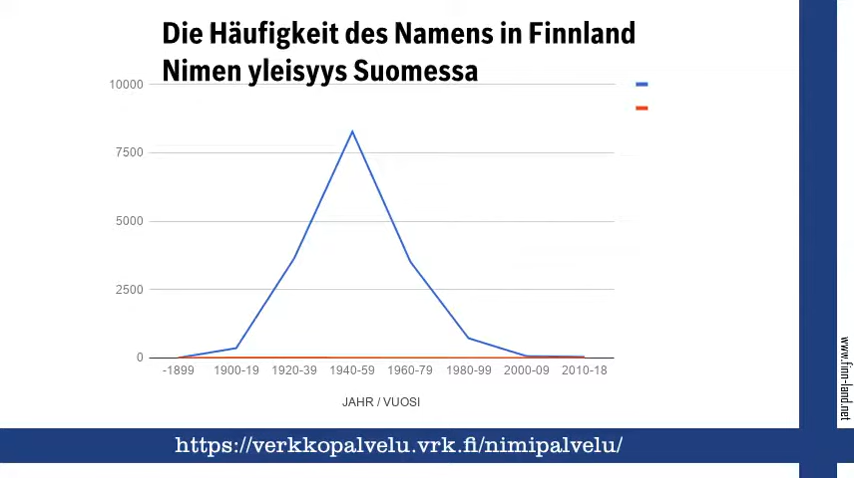 Die Häufigkeit des Namens in Finnland
Nimen yleisyys Suomessa
10000
7500
5000
2500
0
-1899 1900-19 1920-39 1940-59 1960-79 1980-99 2000-09 2010-18
JAHR / VUOSI
https://verkkopalvelu.vrk.fi/nimipalvelu/
www.finn-land.net